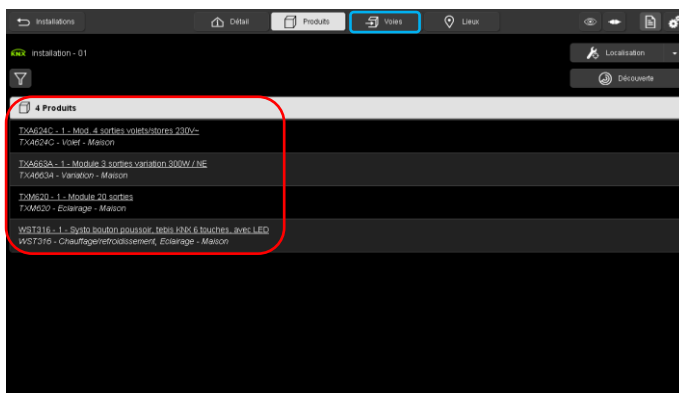 Installations
Détail
Produits
Voies
Lieux
KNX installation - 01
Localisation
Découverte
4 Produits
TXA624C - 1 - Mod. 4 sorties volets/stores 230V~
TXA624C - Volet - Maison
TXA663A - 1 - Module 3 sorties variation 300W / NE
TXA663A - Variation - Maison
TXM620 - 1 - Module 20 sorties
TXM620 - Eclairage - Maison
WST316 - 1 - Systo bouton poussoir, tebis KNX 6 touches, avec LED
WST316 - Chauffage/refroidissement, Eclairage - Maison